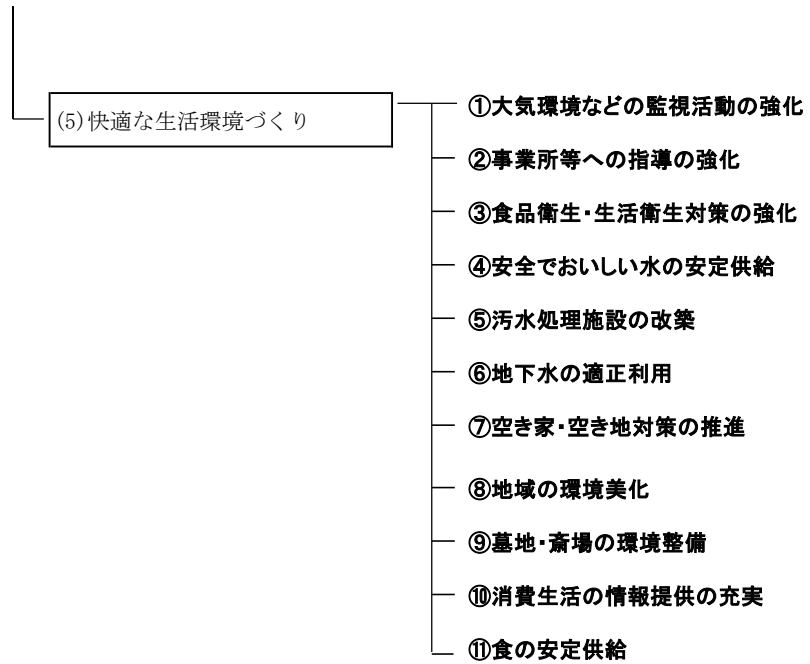 (5)快適な生活環境づくり
①大気環境などの監視活動の強化
②事業所等への指導の強化
③食品衛生・生活衛生対策の強化
④安全でおいしい水の安定供給
⑤汚水処理施設の改築
⑥地下水の適正利用
⑦空き家・空き地対策の推進
⑧地域の環境美化
⑨墓地・斎場の環境整備
⑩消費生活の情報提供の充実
⑪食の安定供給